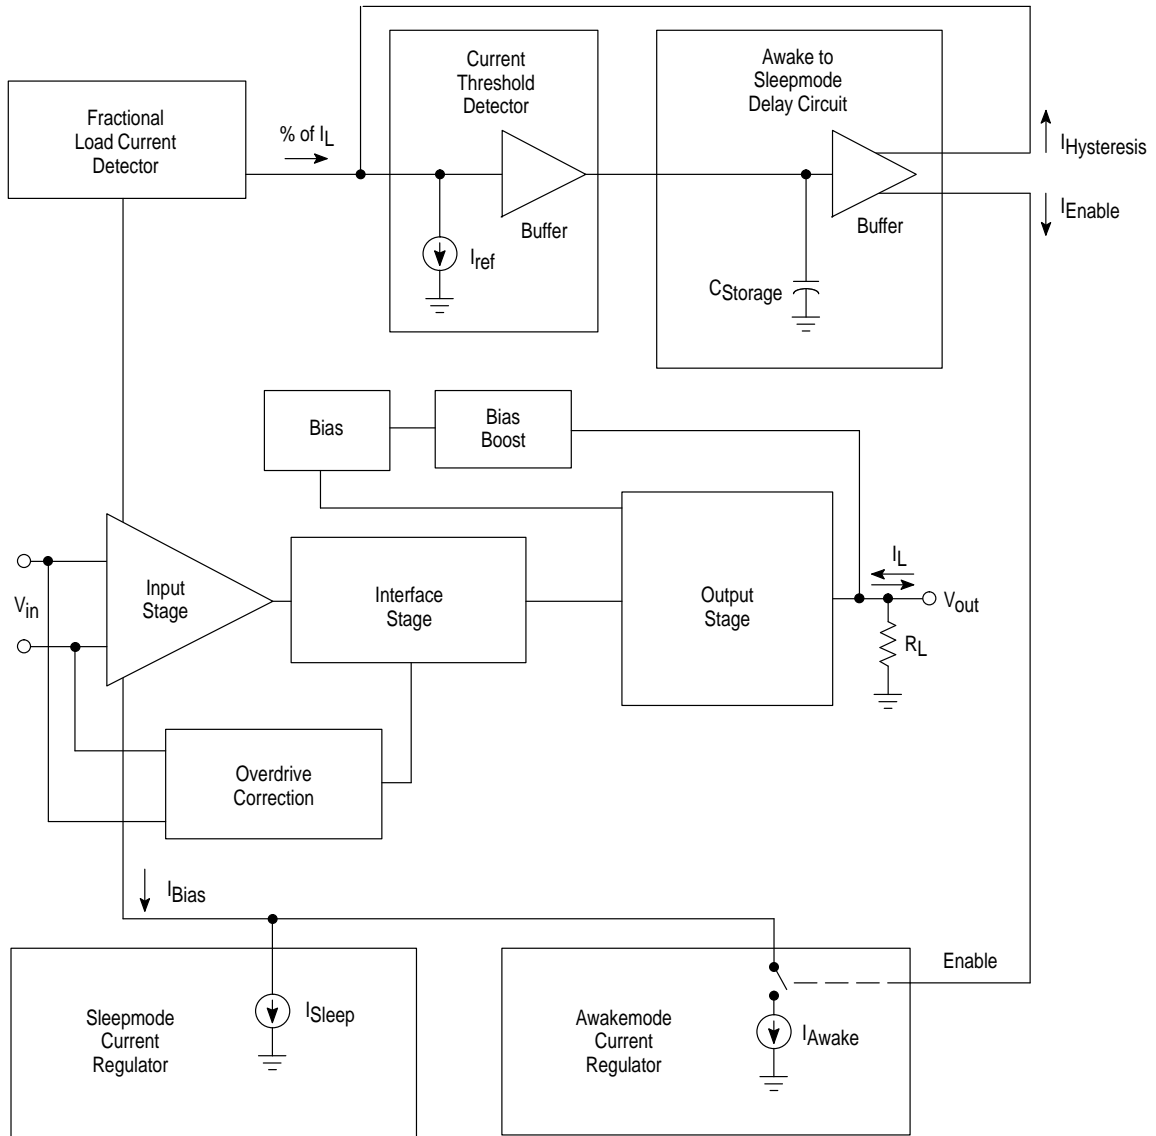 Fractional
Load Current
Detector
% of IL
Current
Threshold
Detector
Buffer
Iref
Awake to
Sleepmode
Delay Circuit
Buffer
CStorage
IHysteresis
IEnable
Bias
Bias
Boost
Vin
Input
Stage
Interface
Stage
Output
Stage
IL
Vout
RL
Overdrive
Correction
IBias
Sleepmode
Current
Regulator
ISleep
Awakemode
Current
Regulator
IAwake
Enable